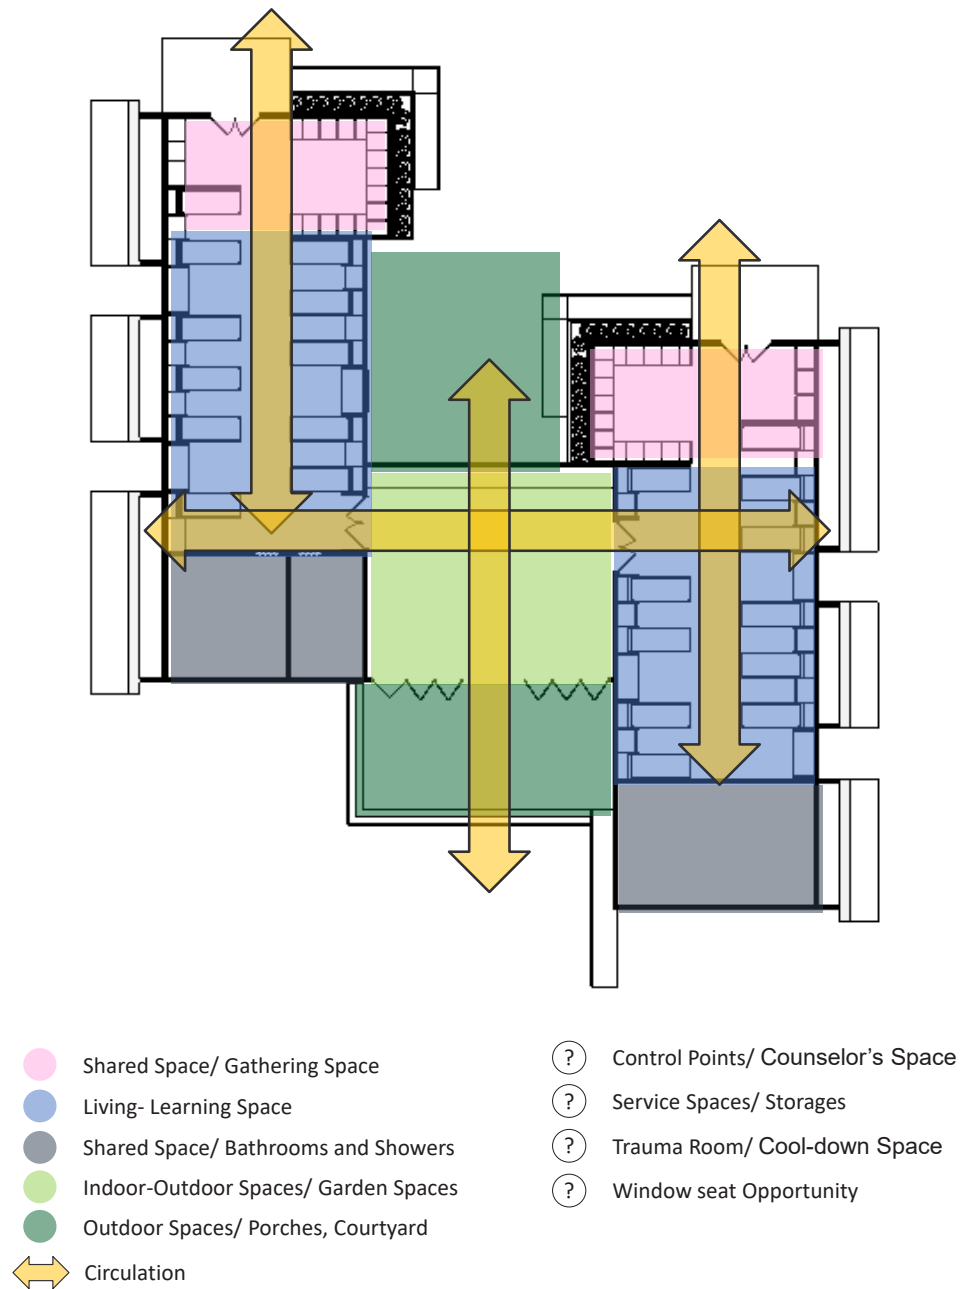 Shared Space/ Gathering Space
Living- Learning Space
Shared Space/ Bathrooms and Showers
Indoor-Outdoor Spaces/ Garden Spaces
Outdoor Spaces/ Porches, Courtyard
Circulation
? Control Points/ Counselor's Space
? Service Spaces/ Storages
? Trauma Room/ Cool-down Space
? Window seat Opportunity